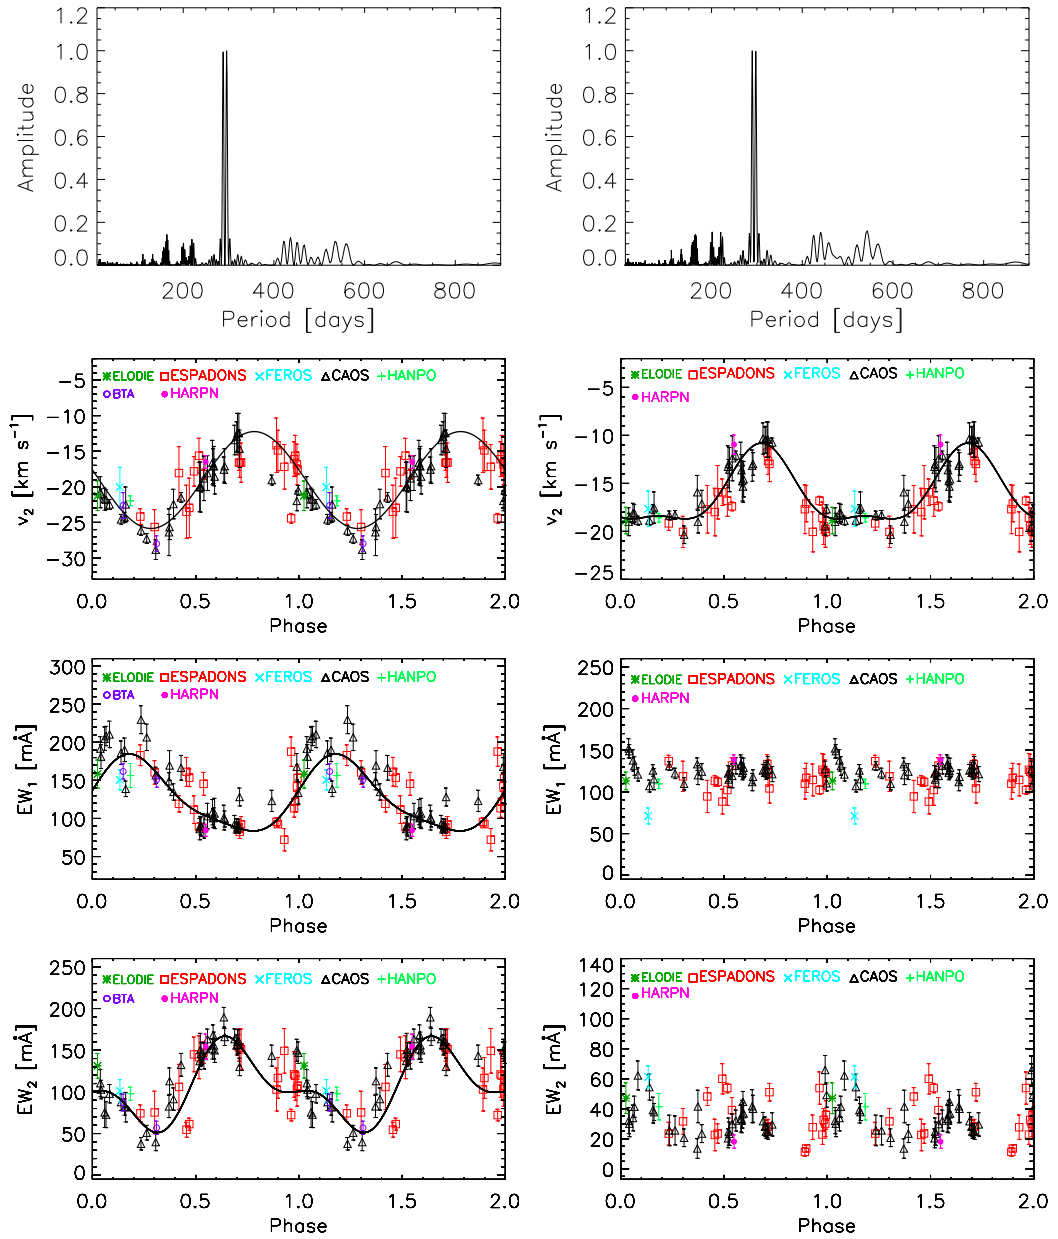 1.2
1.0
0.8
0.6
0.4
0.2
0.0
Amplitude
200 400 600 800
Period [days]
1.2
1.0
0.8
0.6
0.4
0.2
0.0
Amplitude
200 400 600 800
Period [days]
ELODIE ESPADONS FEROS CAOS HANPO
BTA HARPN
-5
-10
-15
-20
-25
-30
v₂ [km s⁻¹]
0.0 0.5 1.0 1.5 2.0
Phase
ELODIE ESPADONS FEROS CAOS HANPO
HARPN
-5
-10
-15
-20
-25
v₂ [km s⁻¹]
0.0 0.5 1.0 1.5 2.0
Phase
ELODIE ESPADONS FEROS CAOS HANPO
BTA HARPN
300
250
200
150
100
50
EW₁ [mÅ]
0.0 0.5 1.0 1.5 2.0
Phase
ELODIE ESPADONS FEROS CAOS HANPO
HARPN
250
200
150
100
50
0
EW₁ [mÅ]
0.0 0.5 1.0 1.5 2.0
Phase
ELODIE ESPADONS FEROS CAOS HANPO
BTA HARPN
250
200
150
100
50
0
EW₂ [mÅ]
0.0 0.5 1.0 1.5 2.0
Phase
ELODIE ESPADONS FEROS CAOS HANPO
HARPN
140
120
100
80
60
40
20
0
EW₂ [mÅ]
0.0 0.5 1.0 1.5 2.0
Phase